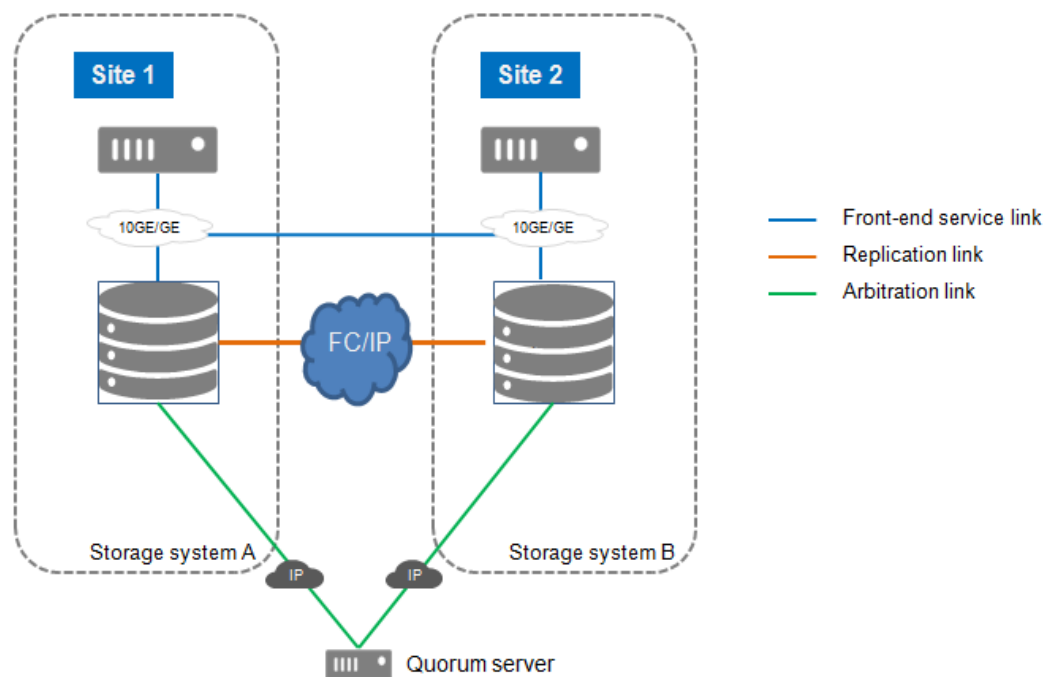 Site 1
Site 2
10GE/GE
10GE/GE
Front-end service link
Replication link
Arbitration link
FC/IP
Storage system A
Storage system B
IP
IP
Quorum server